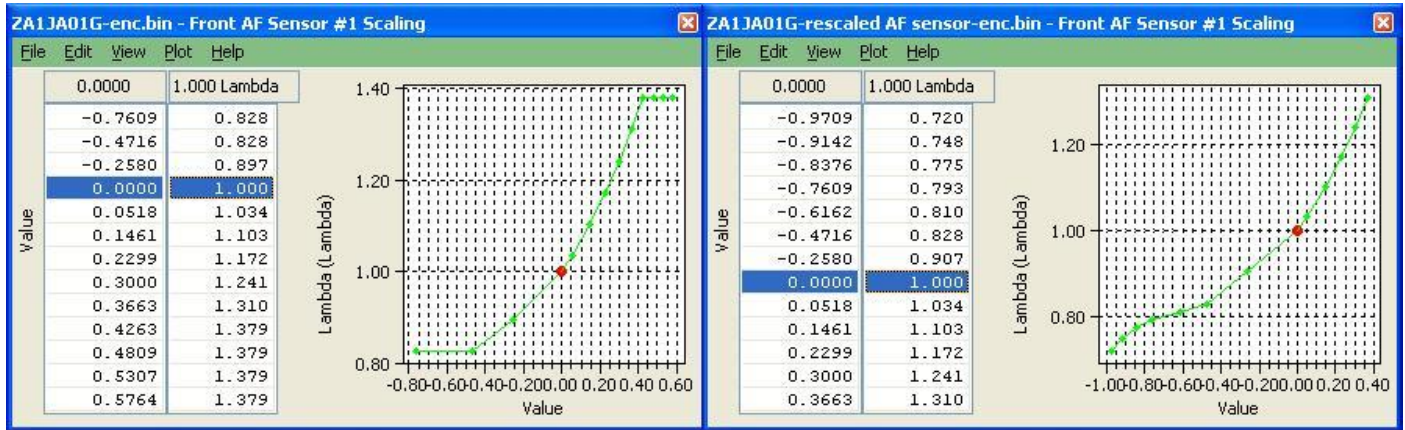 ZA1JA01G-enc.bin - Front AF Sensor #1 Scaling
File Edit View Plot Help
0.0000 1.000 Lambda
Value
-0.7609 0.828
-0.4716 0.828
-0.2580 0.897
0.0000 1.000
0.0518 1.034
0.1461 1.103
0.2299 1.172
0.3000 1.241
0.3663 1.310
0.4263 1.379
0.4809 1.379
0.5307 1.379
0.5764 1.379
Lambda (Lambda)
1.40
1.20
1.00
0.80
-0.80-0.60-0.40-0.200.00 0.20 0.40 0.60
Value
ZA1JA01G-rescaled AF sensor-enc.bin - Front AF Sensor #1 Scaling
File Edit View Plot Help
0.0000 1.000 Lambda
Value
-0.9709 0.720
-0.9142 0.748
-0.8376 0.775
-0.7609 0.793
-0.6162 0.810
-0.4716 0.828
-0.2580 0.907
0.0000 1.000
0.0518 1.034
0.1461 1.103
0.2299 1.172
0.3000 1.241
0.3663 1.310
Lambda (Lambda)
1.20
1.00
0.80
-1.00-0.80-0.60-0.40-0.200.00 0.20 0.40
Value